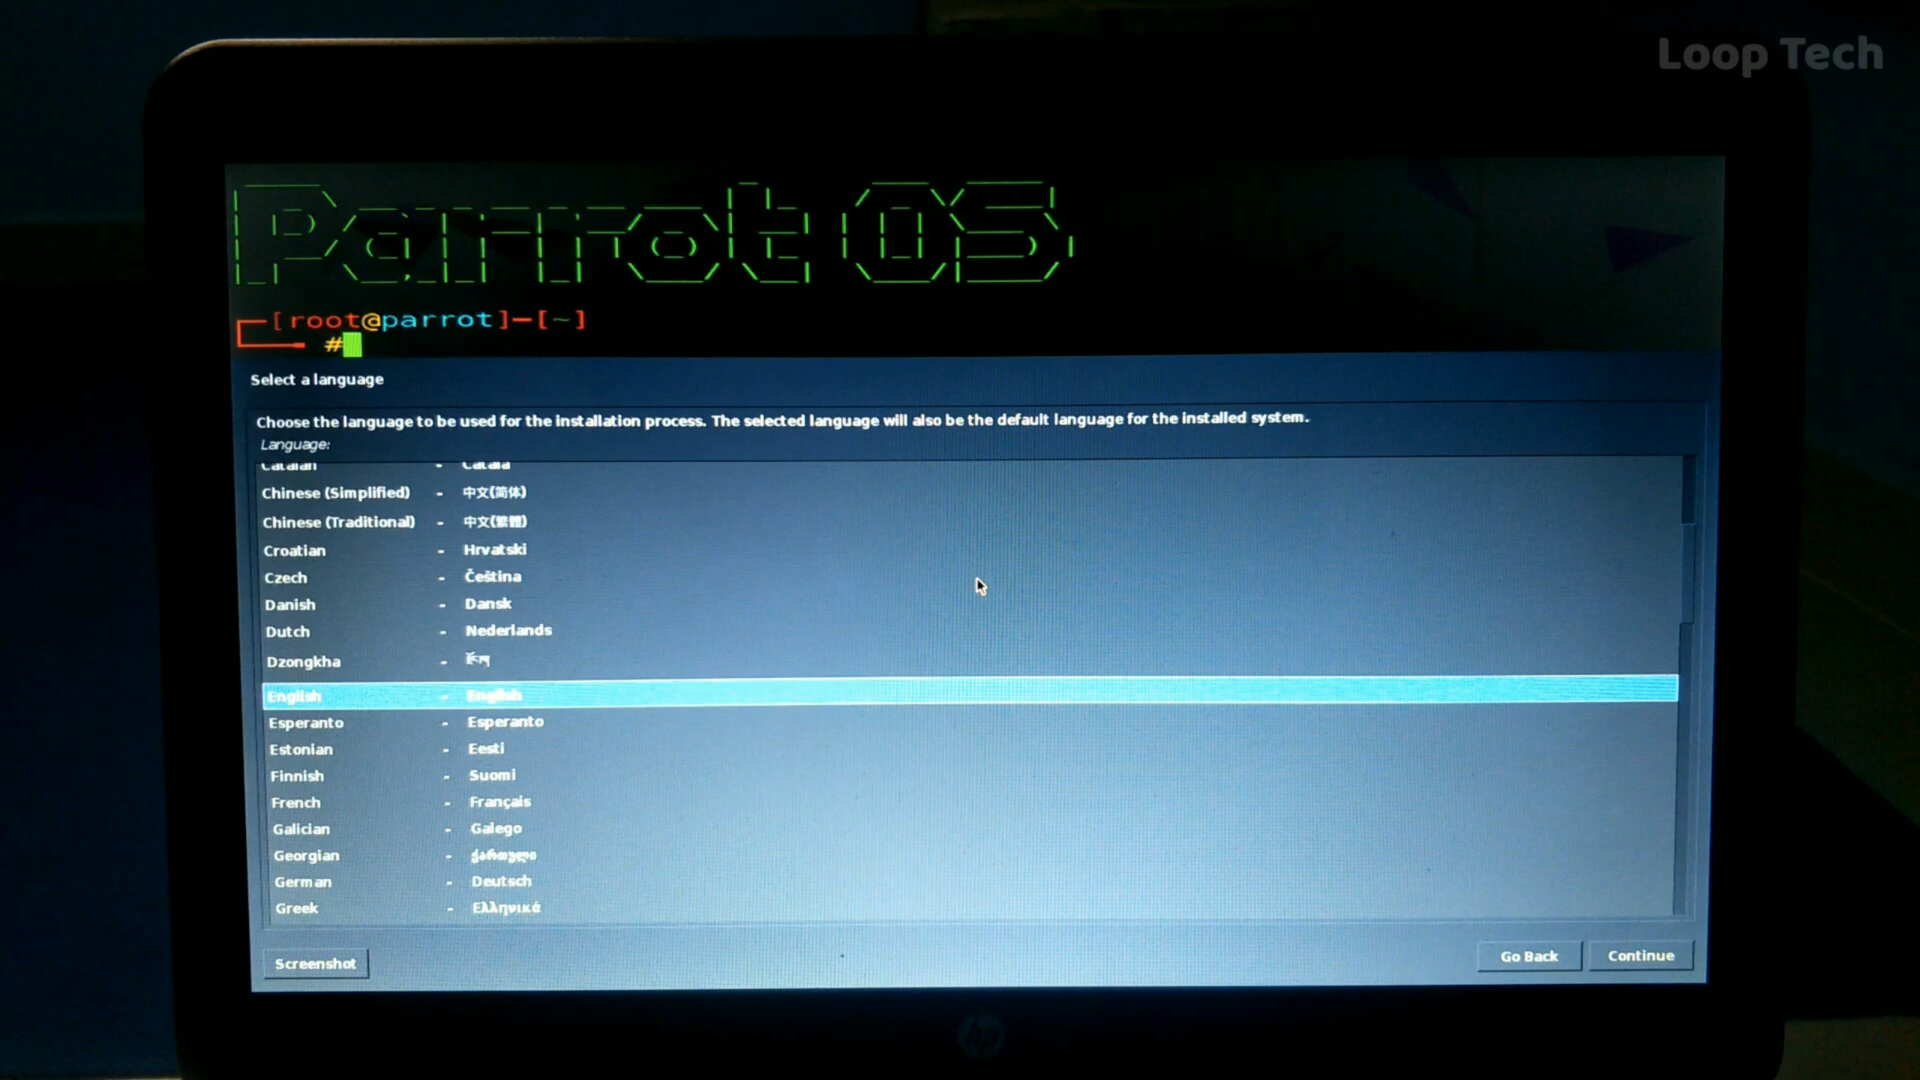 Loop Tech
Parrot OS
[root@parrot]-[~]
#
Select a language
Choose the language to be used for the installation process. The selected language will also be the default language for the installed system.
Language:
Catalan - Català
Chinese (Simplified) - 中文(简体)
Chinese (Traditional) - 中文(繁體)
Croatian - Hrvatski
Czech - Čeština
Danish - Dansk
Dutch - Nederlands
Dzongkha -
English - English
Esperanto - Esperanto
Estonian - Eesti
Finnish - Suomi
French - Français
Galician - Galego
Georgian - ქართული
German - Deutsch
Greek - Ελληνικά
Screenshot
Go Back
Continue
hp